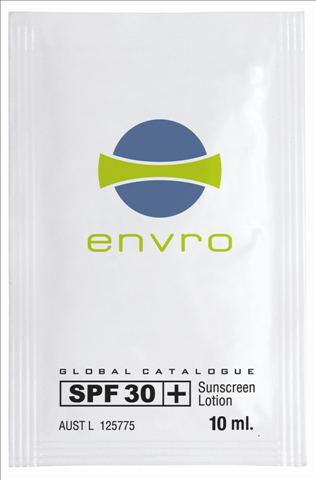 envro
GLOBAL CATALOGUE
SPF 30 + Sunscreen
Lotion
AUST L 125775
10 ml.